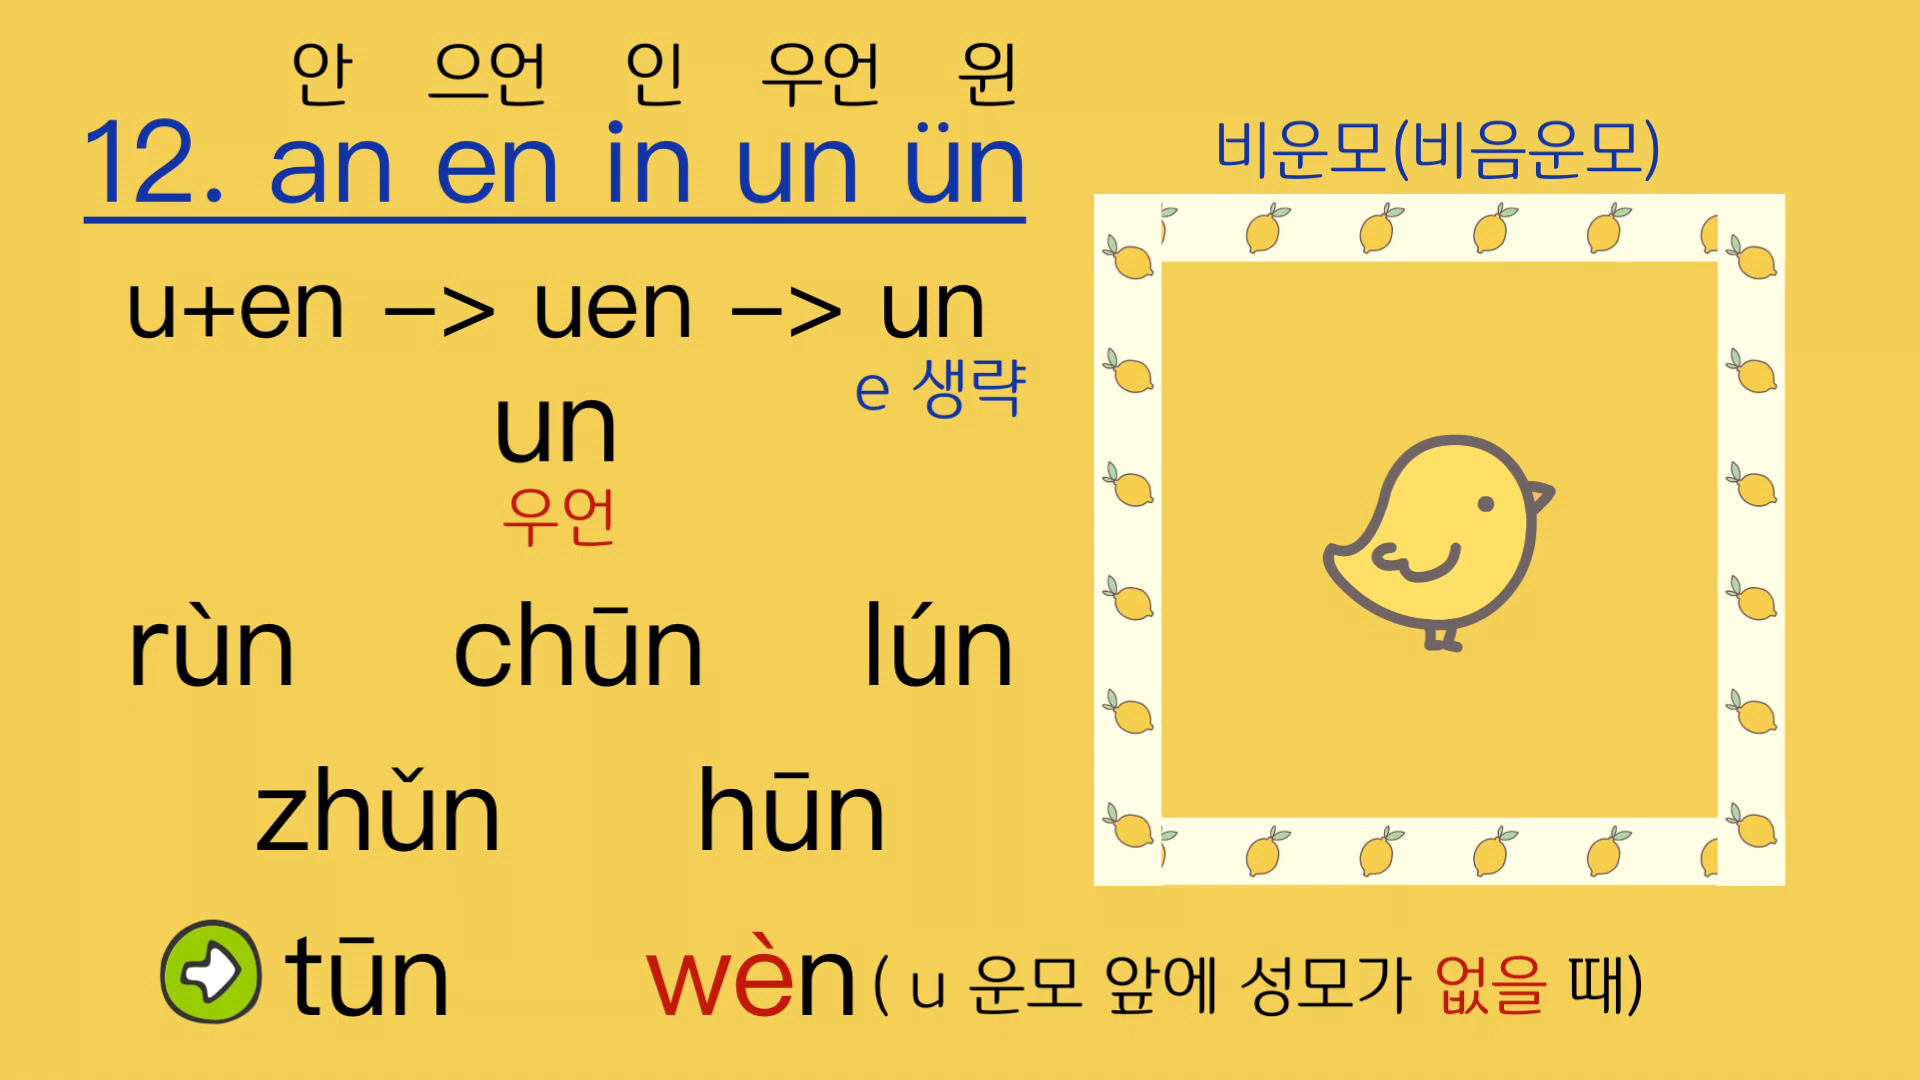 안 으언 인 우언 윈
12. an en in un ün
비운모(비음운모)
u+en –> uen –> un
e 생략
un
우언
rùn chūn lún
zhǔn hūn
tūn wèn( u 운모 앞에 성모가 없을 때)